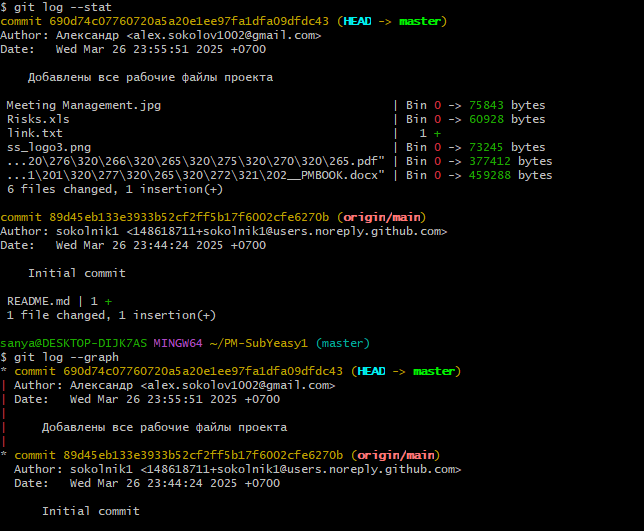 $ git log --stat
commit 690d74c07760720a5a20e1ee97fa1dfa09dfdc43 (HEAD -> master)
Author: Александр <alex.sokolov1002@gmail.com>
Date:   Wed Mar 26 23:55:51 2025 +0700
Добавлены все рабочие файлы проекта
Meeting Management.jpg | Bin 0 -> 75843 bytes
Risks.xls | Bin 0 -> 60928 bytes
link.txt | 1 +
ss_logo3.png | Bin 0 -> 73245 bytes
...20\276\320\266\320\265\320\275\320\270\320\265.pdf" | Bin 0 -> 377412 bytes
...1\201\320\277\320\265\320\272\321\202__PMBOOK.docx" | Bin 0 -> 459288 bytes
6 files changed, 1 insertion(+)
commit 89d45eb133e3933b52cf2ff5b17f6002cfe6270b (origin/main)
Author: sokolnik1 <148618711+sokolnik1@users.noreply.github.com>
Date:   Wed Mar 26 23:44:24 2025 +0700
Initial commit
README.md | 1 +
1 file changed, 1 insertion(+)
sanya@DESKTOP-DIJK7AS MINGW64 ~/PM-SubYeasy1 (master)
$ git log --graph
* commit 690d74c07760720a5a20e1ee97fa1dfa09dfdc43 (HEAD -> master)
| Author: Александр <alex.sokolov1002@gmail.com>
| Date:   Wed Mar 26 23:55:51 2025 +0700
|
|     Добавлены все рабочие файлы проекта
|
* commit 89d45eb133e3933b52cf2ff5b17f6002cfe6270b (origin/main)
Author: sokolnik1 <148618711+sokolnik1@users.noreply.github.com>
Date:   Wed Mar 26 23:44:24 2025 +0700
Initial commit